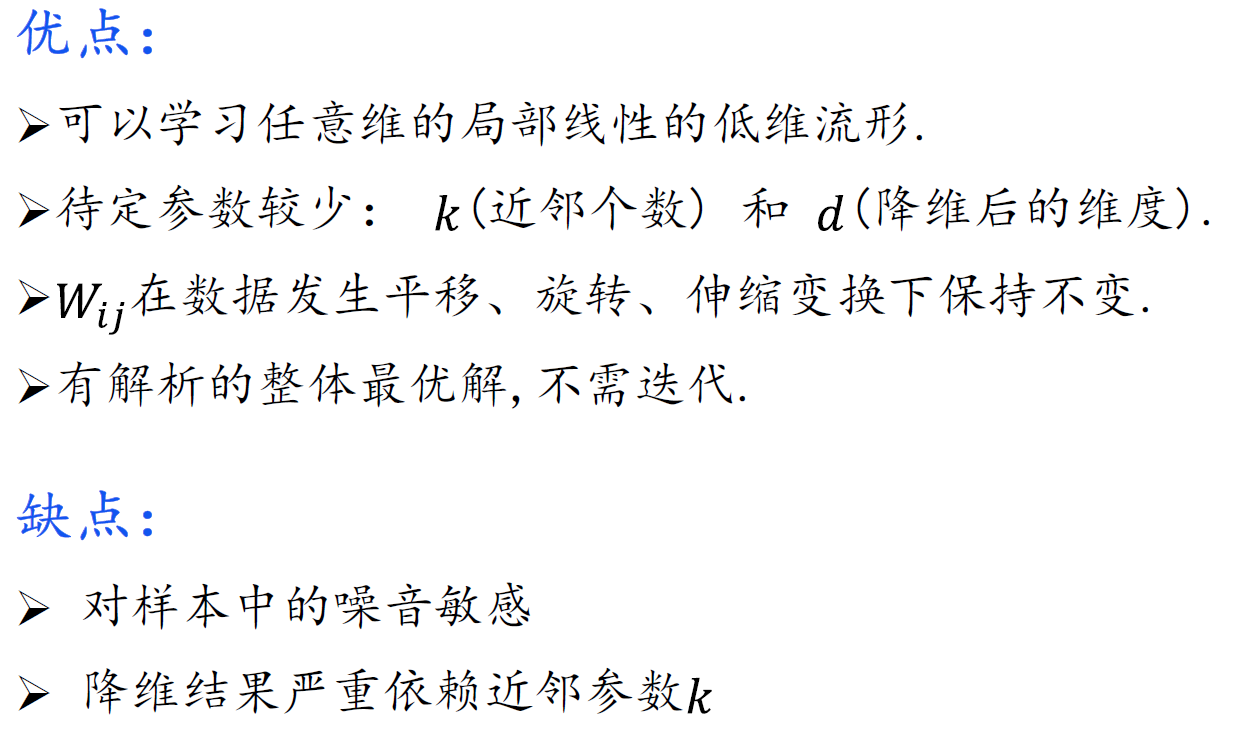 优点：
➢可以学习任意维的局部线性的低维流形.
➢待定参数较少： k(近邻个数) 和 d(降维后的维度).
➢W_{ij}在数据发生平移、旋转、伸缩变换下保持不变.
➢有解析的整体最优解,不需迭代.
缺点：
➢ 对样本中的噪音敏感
➢ 降维结果严重依赖近邻参数k